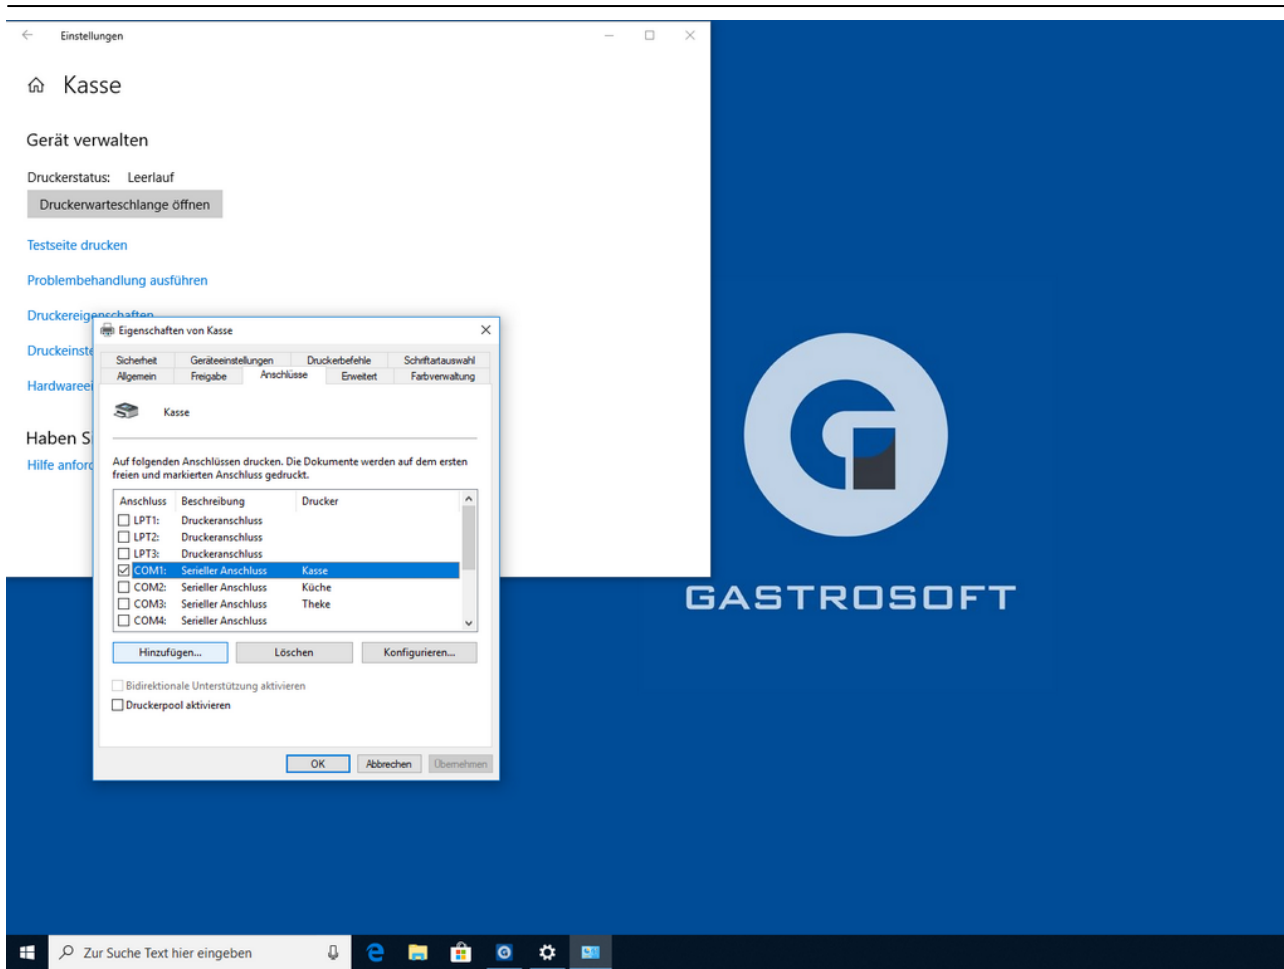 Einstellungen
Kasse
Gerät verwalten
Druckerstatus: Leerlauf
Druckerwarteschlange öffnen
Testseite drucken
Problembehandlung ausführen
Druckereigenschaften
Druckeinste
Hardwareei
Haben S
Hilfe anford
Eigenschaften von Kasse
Sicherheit Geräteeinstellungen Druckerbefehle Schriftartauswahl
Allgemein Freigabe Anschlüsse Erweitert Farbverwaltung
Kasse
Auf folgenden Anschlüssen drucken. Die Dokumente werden auf dem ersten
freien und markierten Anschluss gedruckt.
Anschluss Beschreibung Drucker
LPT1: Druckeranschluss
LPT2: Druckeranschluss
LPT3: Druckeranschluss
COM1: Serieller Anschluss Kasse
COM2: Serieller Anschluss Küche
COM3: Serieller Anschluss Theke
COM4: Serieller Anschluss
Hinzufügen... Löschen Konfigurieren...
Bidirektionale Unterstützung aktivieren
Druckerpool aktivieren
OK Abbrechen Übernehmen
GASTROSOFT
Zur Suche Text hier eingeben